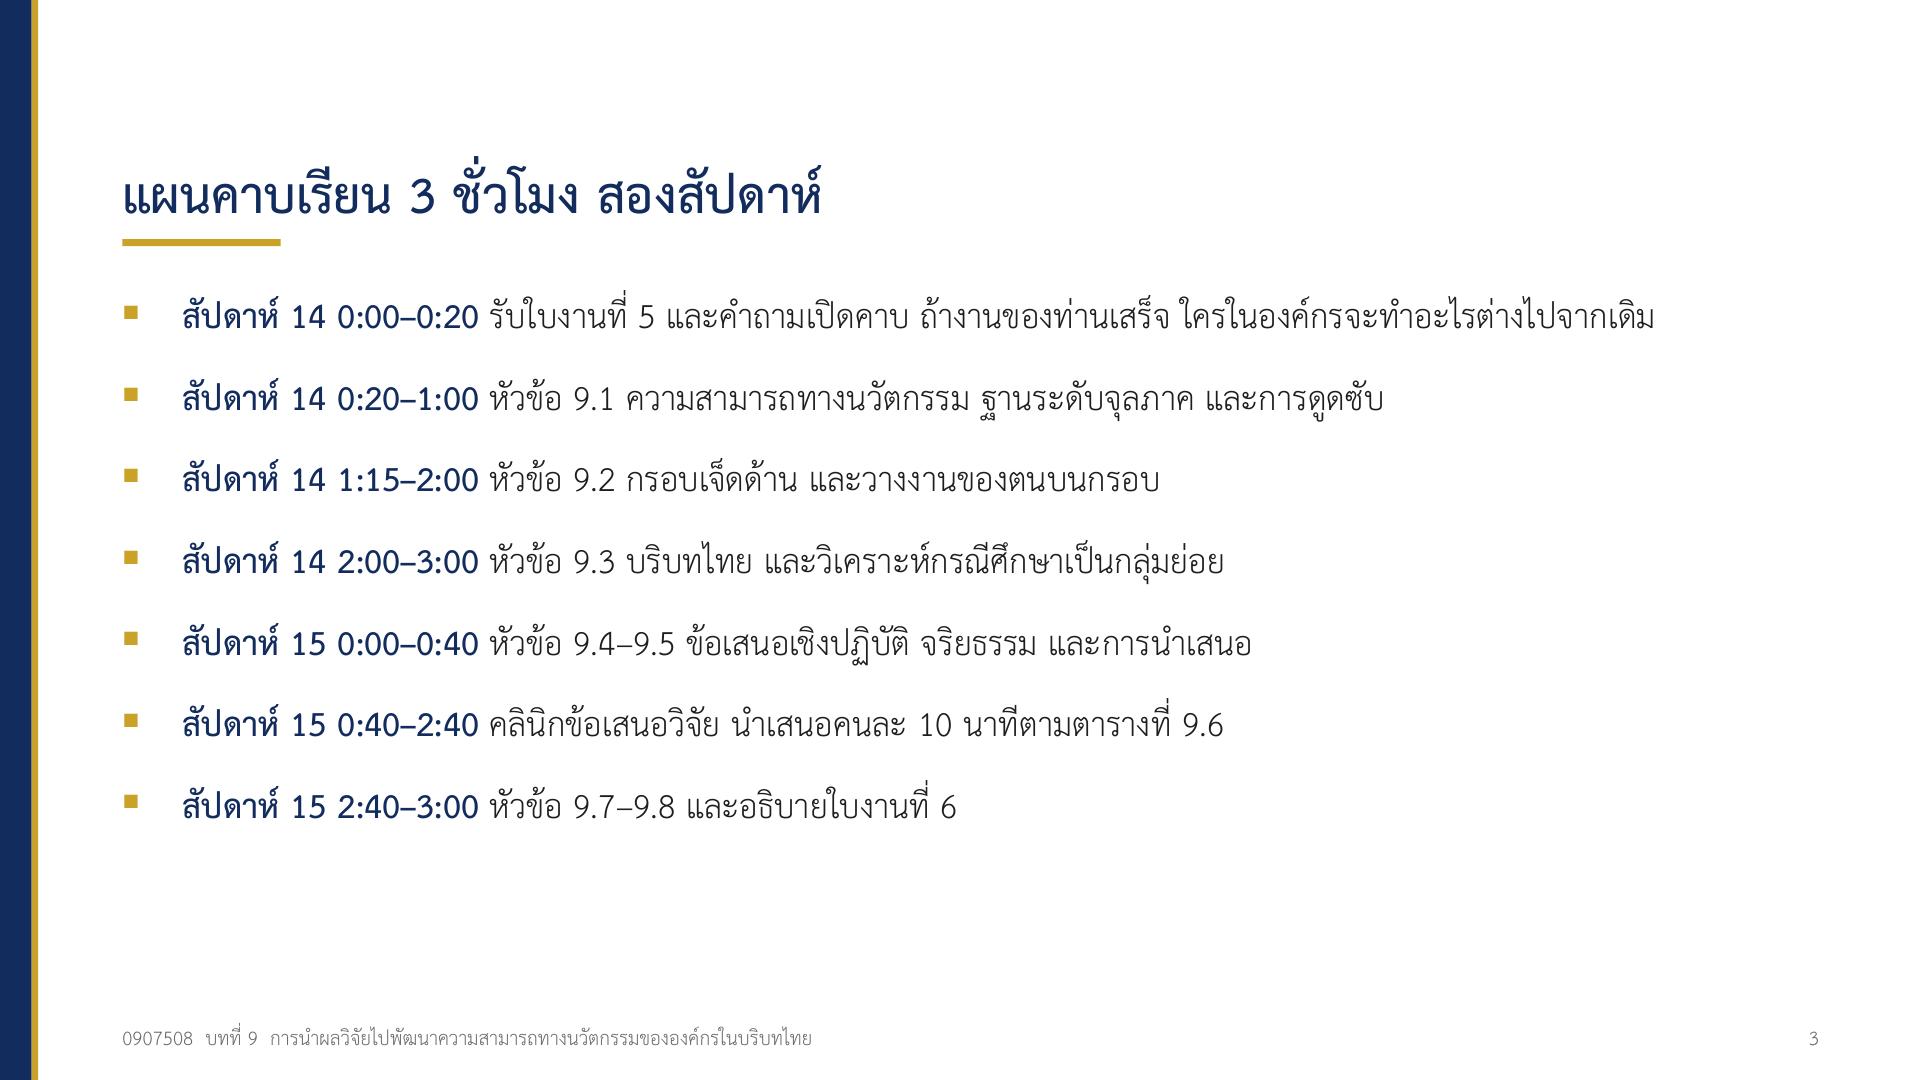 แผนคาบเรียน 3 ชั่วโมง สองสัปดาห์
▪ สัปดาห์ 14 0:00–0:20 รับใบงานที่ 5 และคำถามเปิดคาบ ถ้างานของท่านเสร็จ ใครในองค์กรจะทำอะไรต่างไปจากเดิม
▪ สัปดาห์ 14 0:20–1:00 หัวข้อ 9.1 ความสามารถทางนวัตกรรม ฐานระดับจุลภาค และการดูดซับ
▪ สัปดาห์ 14 1:15–2:00 หัวข้อ 9.2 กรอบเจ็ดด้าน และวางงานของตนบนกรอบ
▪ สัปดาห์ 14 2:00–3:00 หัวข้อ 9.3 บริบทไทย และวิเคราะห์กรณีศึกษาเป็นกลุ่มย่อย
▪ สัปดาห์ 15 0:00–0:40 หัวข้อ 9.4–9.5 ข้อเสนอเชิงปฏิบัติ จริยธรรม และการนำเสนอ
▪ สัปดาห์ 15 0:40–2:40 คลินิกข้อเสนอวิจัย นำเสนอคนละ 10 นาทีตามตารางที่ 9.6
▪ สัปดาห์ 15 2:40–3:00 หัวข้อ 9.7–9.8 และอธิบายใบงานที่ 6
0907508 บทที่ 9 การนำผลวิจัยไปพัฒนาความสามารถทางนวัตกรรมขององค์กรในบริบทไทย
3